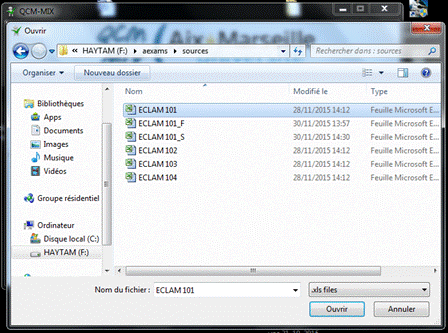 QCM-MIX
QCM
Aix Marseille
Ouvrir
HAYTAM (F:) aexams sources
Rechercher dans : sources
Organiser Nouveau dossier
Nom Modifié le Type
Bibliothèques
Apps
Documents
Images
Musique
Vidéos
Groupe résidentiel
Ordinateur
Disque local (C:)
HAYTAM (F:)
ECLAM 101 28/11/2015 14:12 Feuille Microsoft E...
ECLAM 101_F 30/11/2015 13:57 Feuille Microsoft E...
ECLAM 101_S 30/11/2015 14:30 Feuille Microsoft E...
ECLAM 102 28/11/2015 14:12 Feuille Microsoft E...
ECLAM 103 28/11/2015 14:12 Feuille Microsoft E...
ECLAM 104 28/11/2015 14:12 Feuille Microsoft E...
Nom du fichier : ECLAM 101 .xls files
Ouvrir Annuler